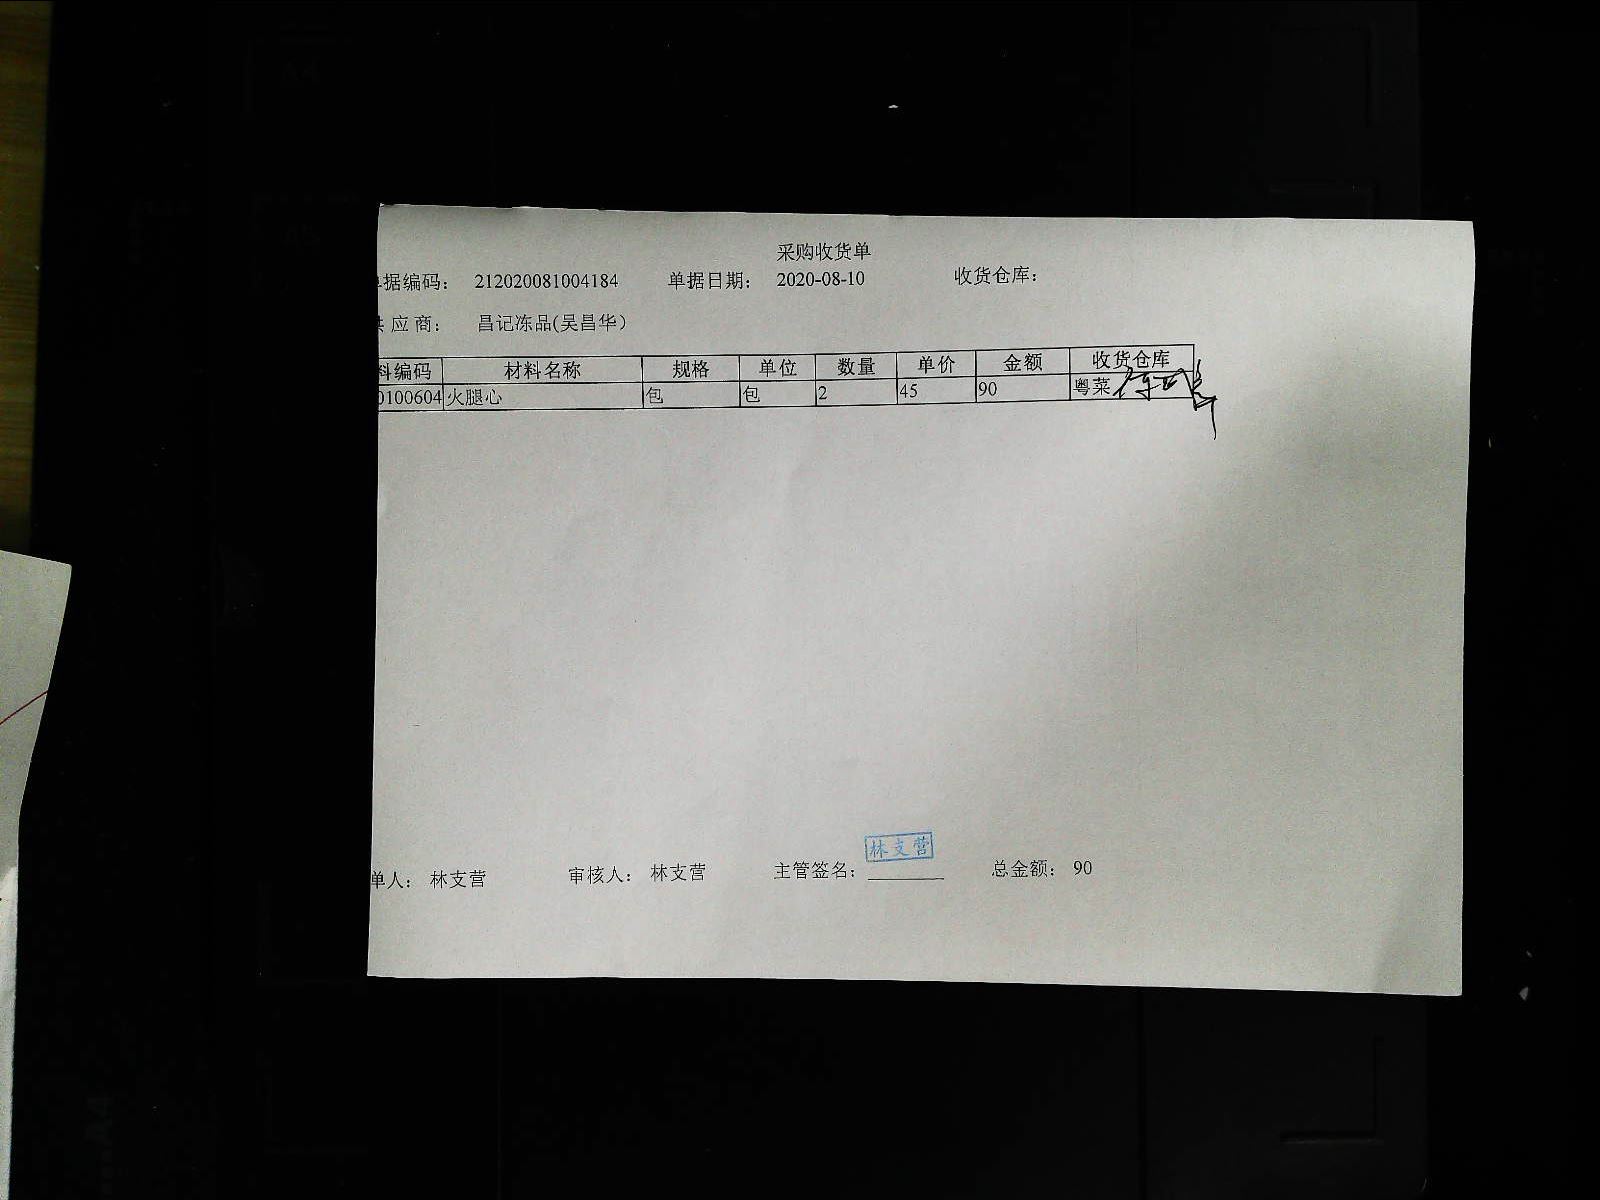 采购收货单
单据编码： 212020081004184 单据日期： 2020-08-10 收货仓库：
供应商： 昌记冻品(吴昌华）
料编码 材料名称 规格 单位 数量 单价 金额 收货仓库
0100604 火腿心 包 包 2 45 90 粤菜
林支营
单人： 林支营 审核人： 林支营 主管签名： 总金额： 90